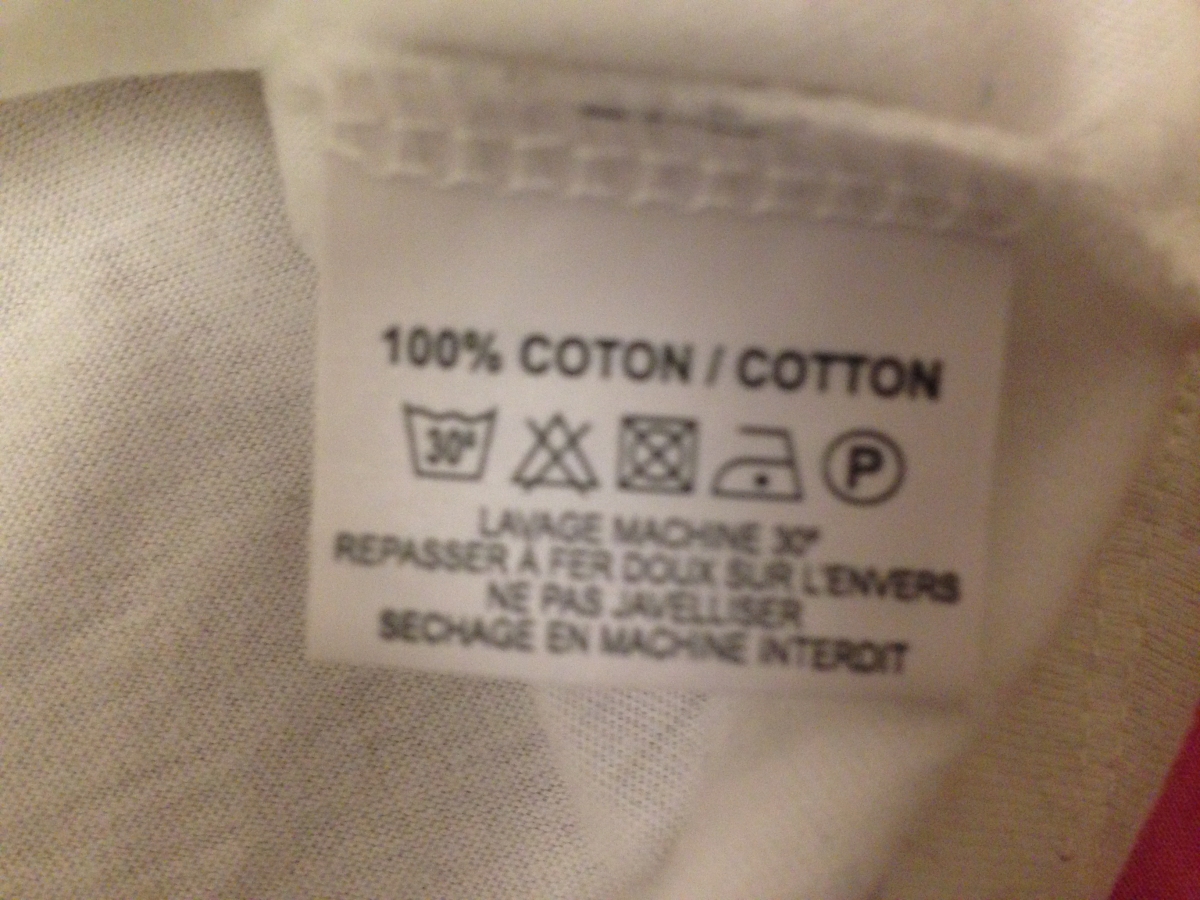 100% COTON / COTTON
30° P
LAVAGE MACHINE 30°
REPASSER À FER DOUX SUR L'ENVERS
NE PAS JAVELLISER
SECHAGE EN MACHINE INTERDIT